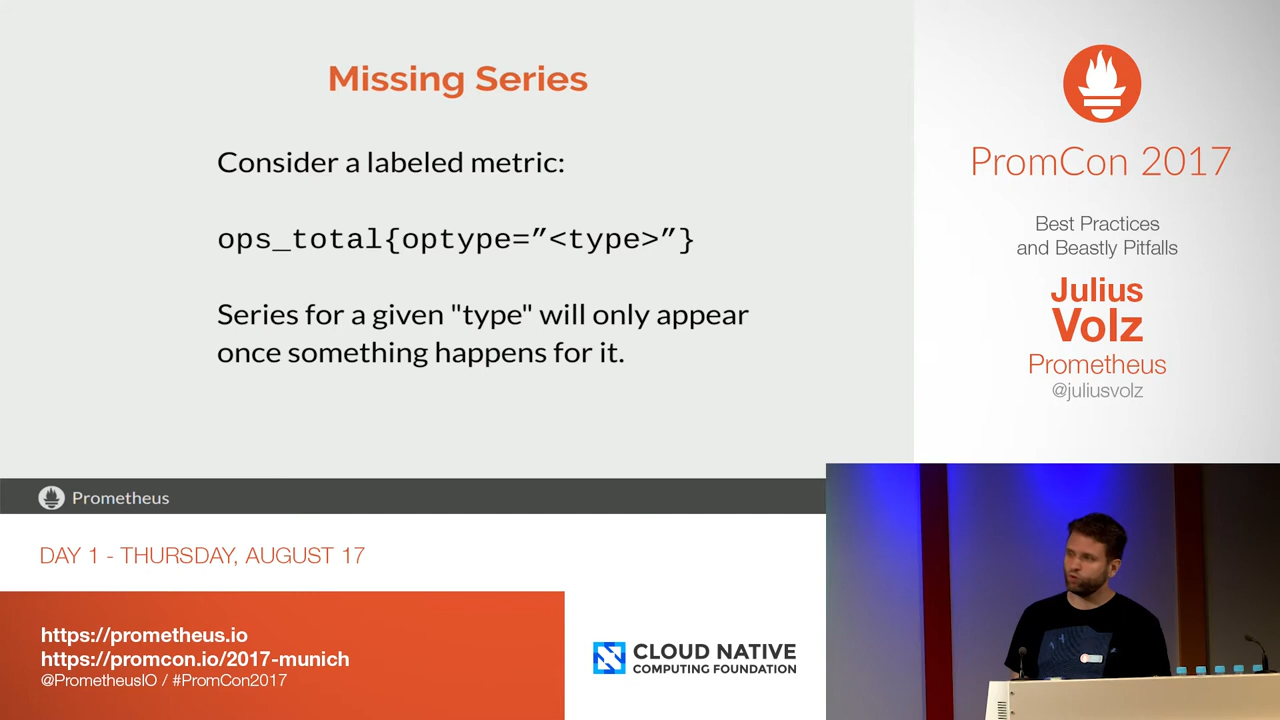 Missing Series
Consider a labeled metric:
ops_total{optype=”<type>”}
Series for a given "type" will only appear
once something happens for it.
Prometheus
PromCon 2017
Best Practices
and Beastly Pitfalls
Julius
Volz
Prometheus
@juliusvolz
DAY 1 - THURSDAY, AUGUST 17
https://prometheus.io
https://promcon.io/2017-munich
@PrometheusIO / #PromCon2017
CLOUD NATIVE
COMPUTING FOUNDATION